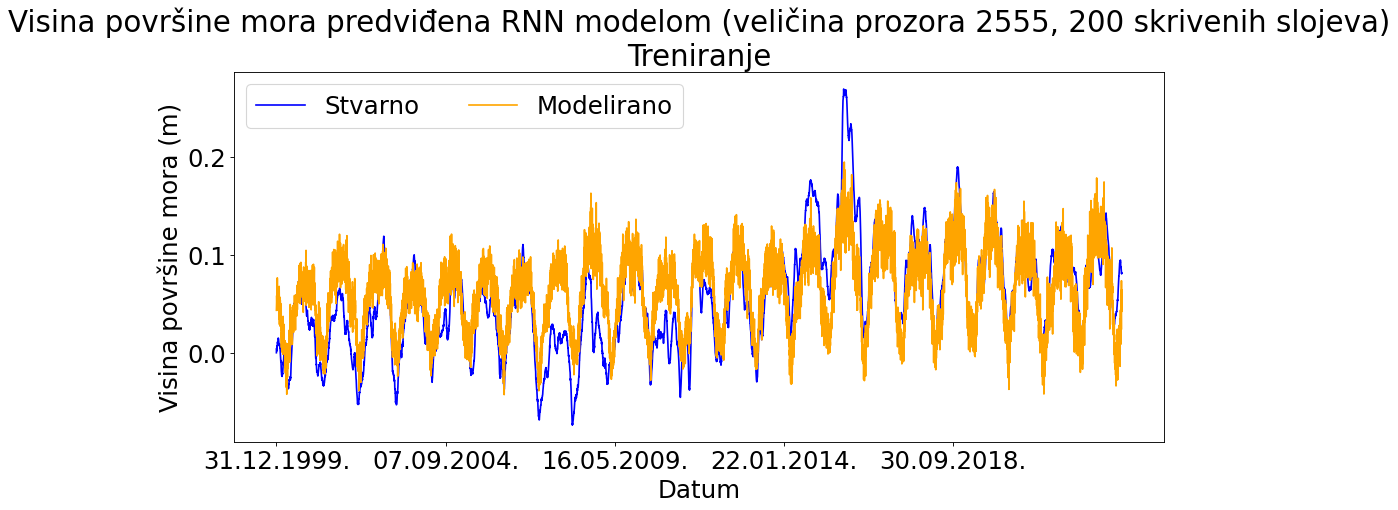 Visina površine mora predviđena RNN modelom (veličina prozora 2555, 200 skrivenih slojeva)
Treniranje
Stvarno
Modelirano
Visina površine mora (m)
0.2
0.1
0.0
31.12.1999.
07.09.2004.
16.05.2009.
22.01.2014.
30.09.2018.
Datum